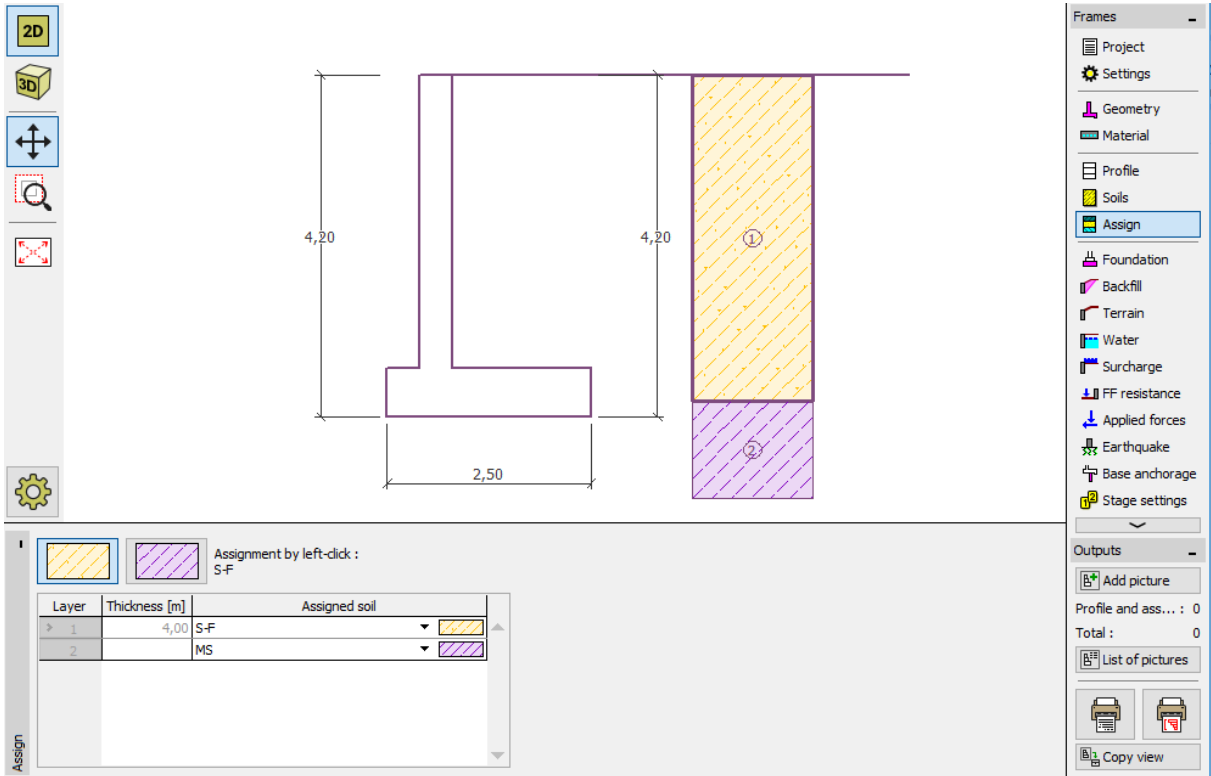 2D
3D
4,20
4,20
1
2
2,50
Frames
Project
Settings
Geometry
Material
Profile
Soils
Assign
Foundation
Backfill
Terrain
Water
Surcharge
FF resistance
Applied forces
Earthquake
Base anchorage
Stage settings
Outputs
Add picture
Profile and ass... : 0
Total : 0
List of pictures
Copy view
Assign
Assignment by left-click :
S-F
Layer Thickness [m] Assigned soil
1 4,00 S-F
2 MS